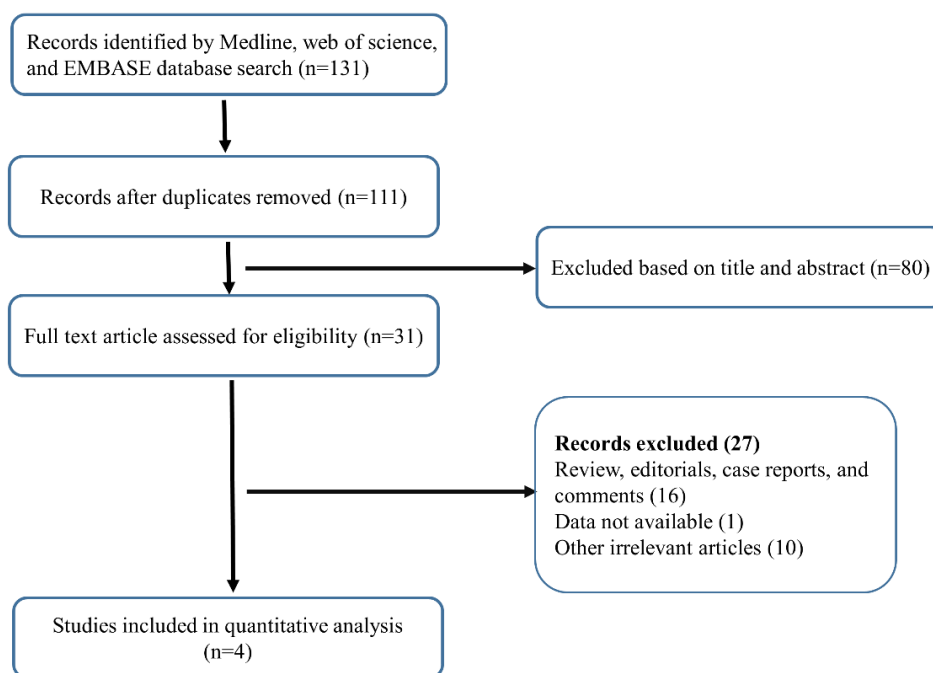 Records identified by Medline, web of science,
and EMBASE database search (n=131)
Records after duplicates removed (n=111)
Excluded based on title and abstract (n=80)
Full text article assessed for eligibility (n=31)
Records excluded (27)
Review, editorials, case reports, and
comments (16)
Data not available (1)
Other irrelevant articles (10)
Studies included in quantitative analysis
(n=4)